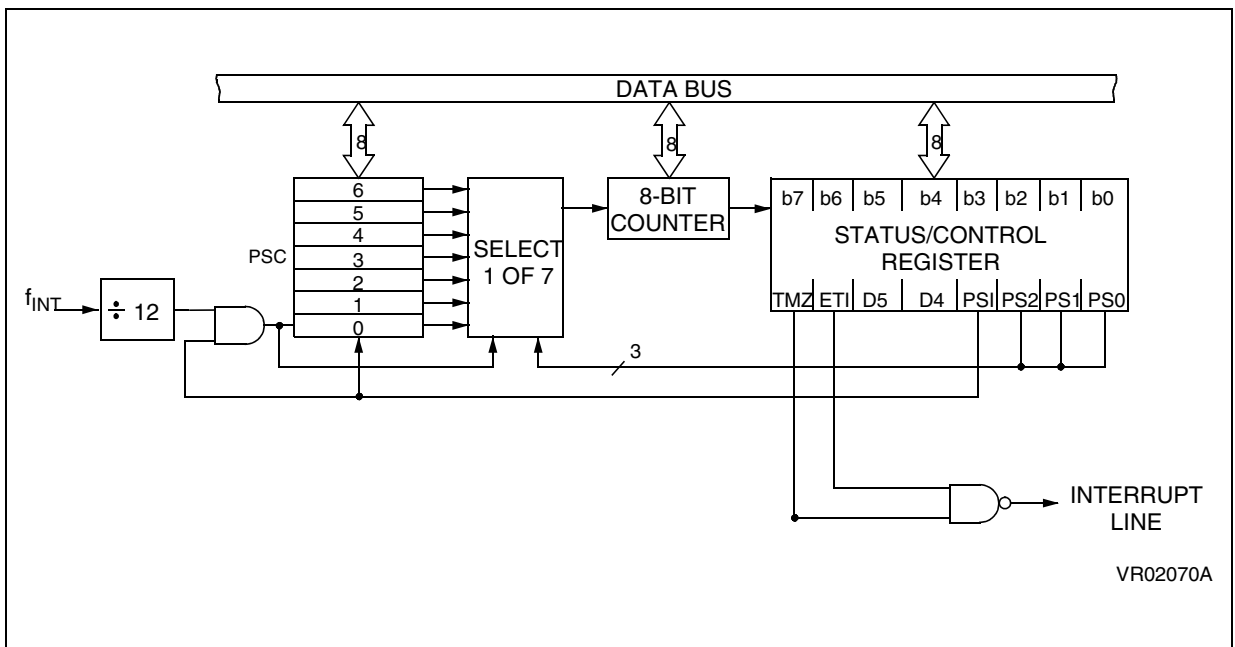 DATA BUS
8
8
8
6
5
4
3
2
1
0
PSC
SELECT
1 OF 7
8-BIT
COUNTER
b7 b6 b5 b4 b3 b2 b1 b0
STATUS/CONTROL
REGISTER
TMZ ETI D5 D4 PSI PS2 PS1 PS0
fINT
÷ 12
3
INTERRUPT
LINE
VR02070A